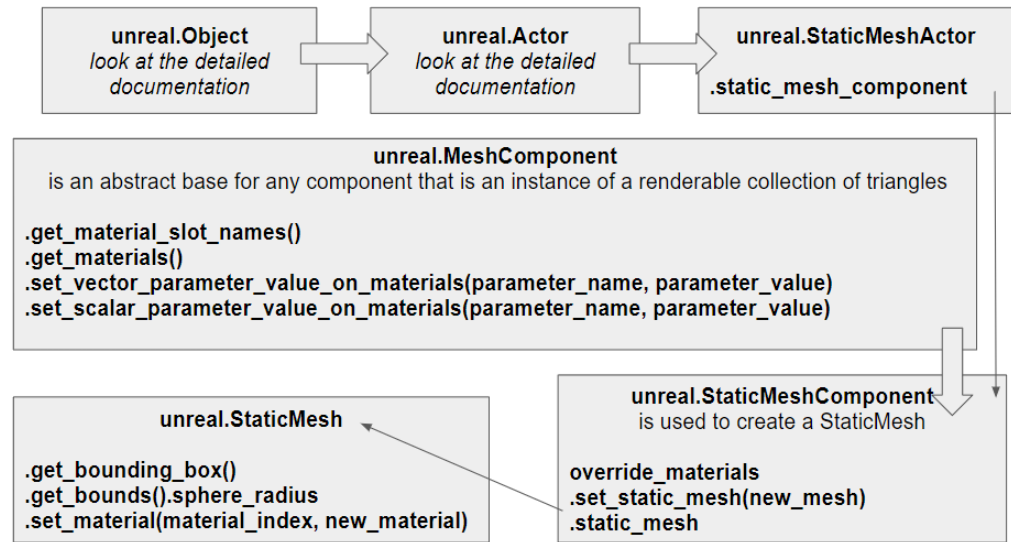 unreal.Object
look at the detailed
documentation
unreal.Actor
look at the detailed
documentation
unreal.StaticMeshActor
.static_mesh_component
unreal.MeshComponent
is an abstract base for any component that is an instance of a renderable collection of triangles
.get_material_slot_names()
.get_materials()
.set_vector_parameter_value_on_materials(parameter_name, parameter_value)
.set_scalar_parameter_value_on_materials(parameter_name, parameter_value)
unreal.StaticMesh
.get_bounding_box()
.get_bounds().sphere_radius
.set_material(material_index, new_material)
unreal.StaticMeshComponent
is used to create a StaticMesh
override_materials
.set_static_mesh(new_mesh)
.static_mesh